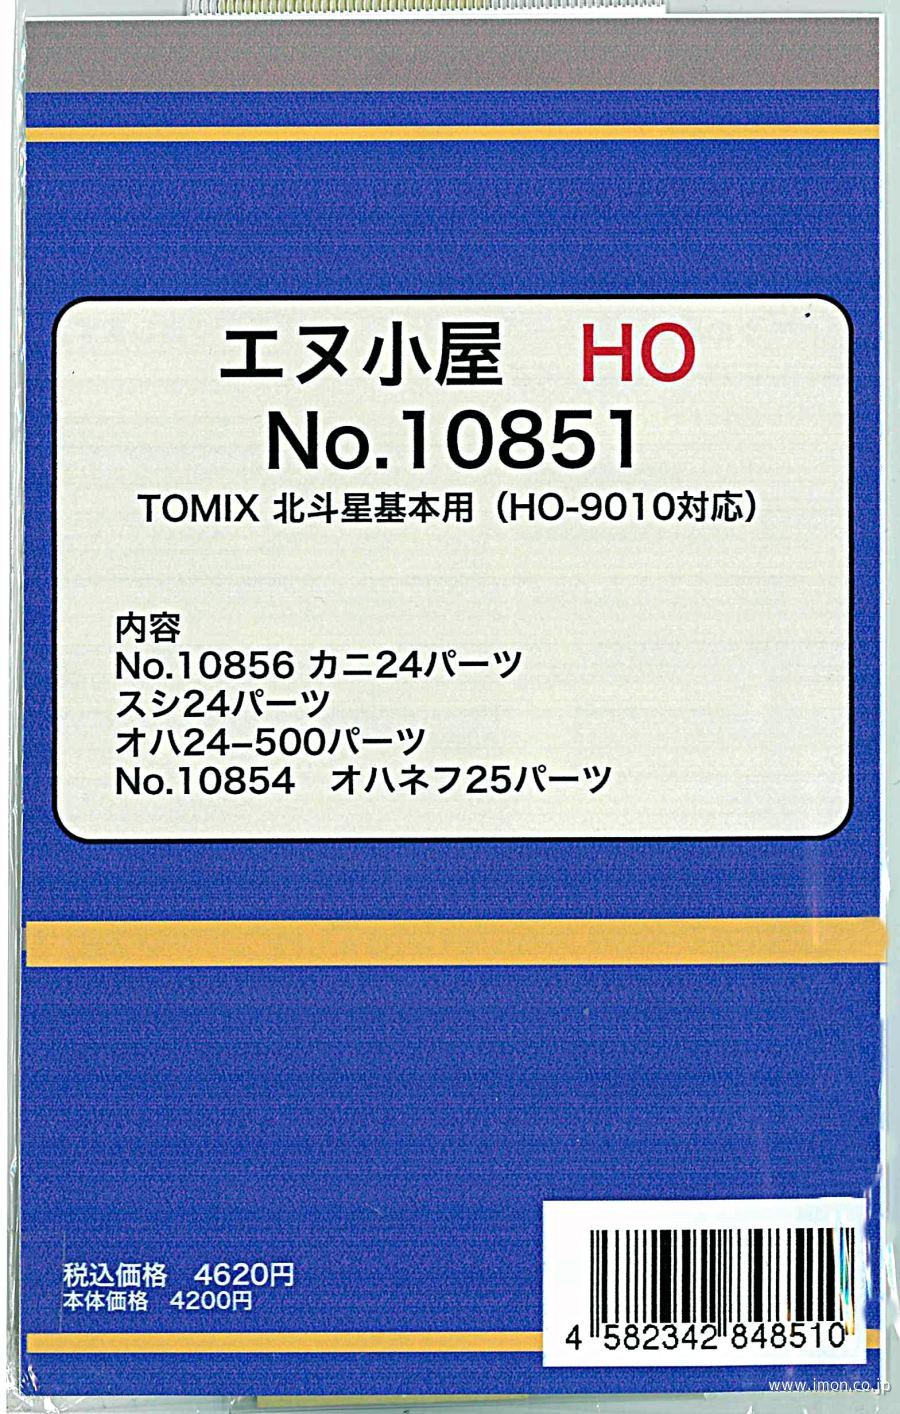 エヌ小屋　HO
No.10851
TOMIX 北斗星基本用（HO-9010対応）
内容
No.10856 カニ24パーツ
スシ24パーツ
オハ24–500パーツ
No.10854　オハネフ25パーツ
税込価格　4620円
本体価格　4200円
4 582342 848510
www.imon.co.jp